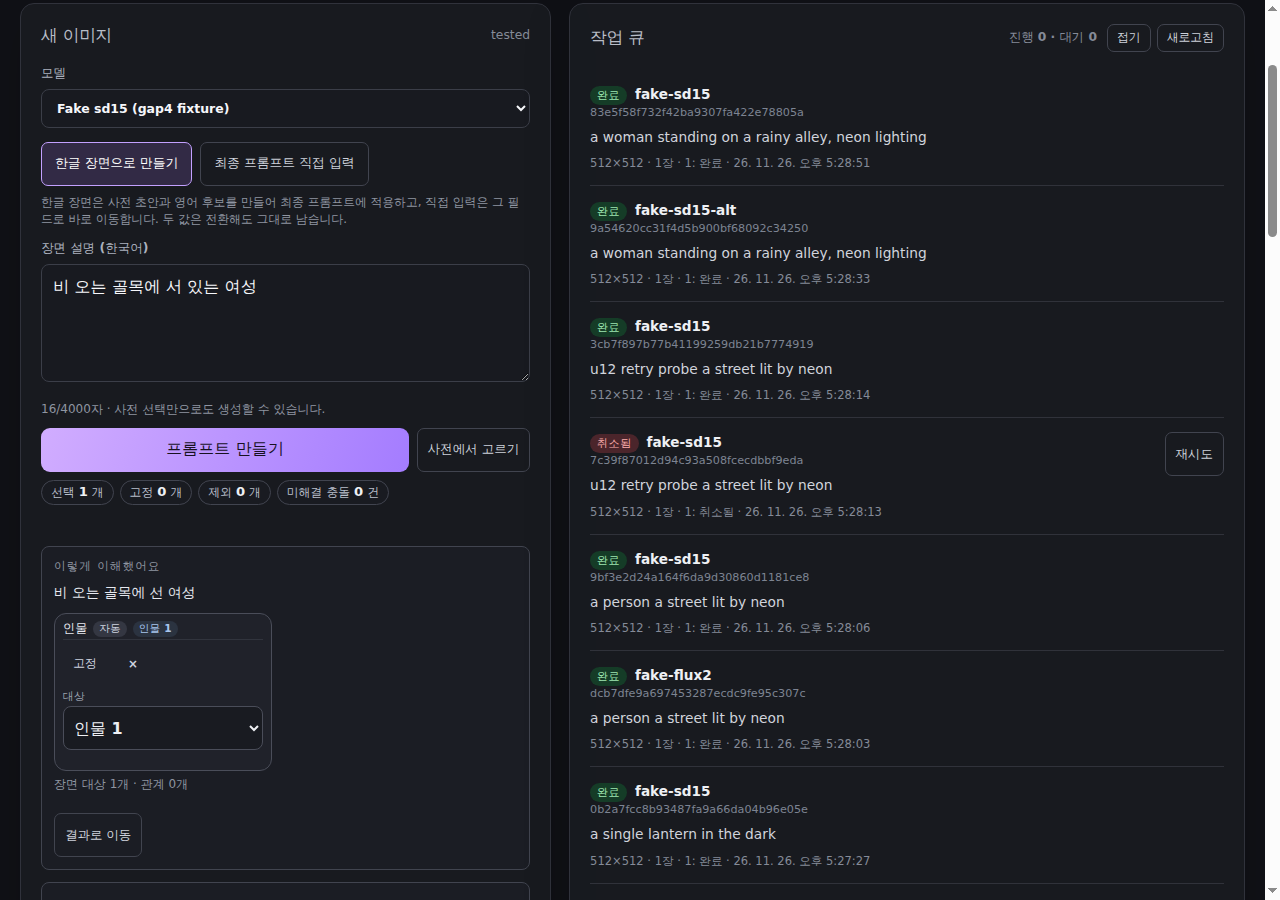 새 이미지
tested
모델
Fake sd15 (gap4 fixture)
한글 장면으로 만들기
최종 프롬프트 직접 입력
한글 장면은 사전 초안과 영어 후보를 만들어 최종 프롬프트에 적용하고, 직접 입력은 그 필
드로 바로 이동합니다. 두 값은 전환해도 그대로 남습니다.
장면 설명 (한국어)
비 오는 골목에 서 있는 여성
16/4000자 · 사전 선택만으로도 생성할 수 있습니다.
프롬프트 만들기
사전에서 고르기
선택 1 개
고정 0 개
제외 0 개
미해결 충돌 0 건
이렇게 이해했어요
비 오는 골목에 선 여성
인물 자동 인물 1
고정 ×
대상
인물 1
장면 대상 1개 · 관계 0개
결과로 이동
작업 큐
진행 0 · 대기 0
접기
새로고침
완료 fake-sd15
83e5f58f732f42ba9307fa422e78805a
a woman standing on a rainy alley, neon lighting
512×512 · 1장 · 1: 완료 · 26. 11. 26. 오후 5:28:51
완료 fake-sd15-alt
9a54620cc31f4d5b900bf68092c34250
a woman standing on a rainy alley, neon lighting
512×512 · 1장 · 1: 완료 · 26. 11. 26. 오후 5:28:33
완료 fake-sd15
3cb7f897b77b41199259db21b7774919
u12 retry probe a street lit by neon
512×512 · 1장 · 1: 완료 · 26. 11. 26. 오후 5:28:14
취소됨 fake-sd15
7c39f87012d94c93a508fcecdbbf9eda
u12 retry probe a street lit by neon
512×512 · 1장 · 1: 취소됨 · 26. 11. 26. 오후 5:28:13
재시도
완료 fake-sd15
9bf3e2d24a164f6da9d30860d1181ce8
a person a street lit by neon
512×512 · 1장 · 1: 완료 · 26. 11. 26. 오후 5:28:06
완료 fake-flux2
dcb7dfe9a697453287ecdc9fe95c307c
a person a street lit by neon
512×512 · 1장 · 1: 완료 · 26. 11. 26. 오후 5:28:03
완료 fake-sd15
0b2a7fcc8b93487fa9a66da04b96e05e
a single lantern in the dark
512×512 · 1장 · 1: 완료 · 26. 11. 26. 오후 5:27:27